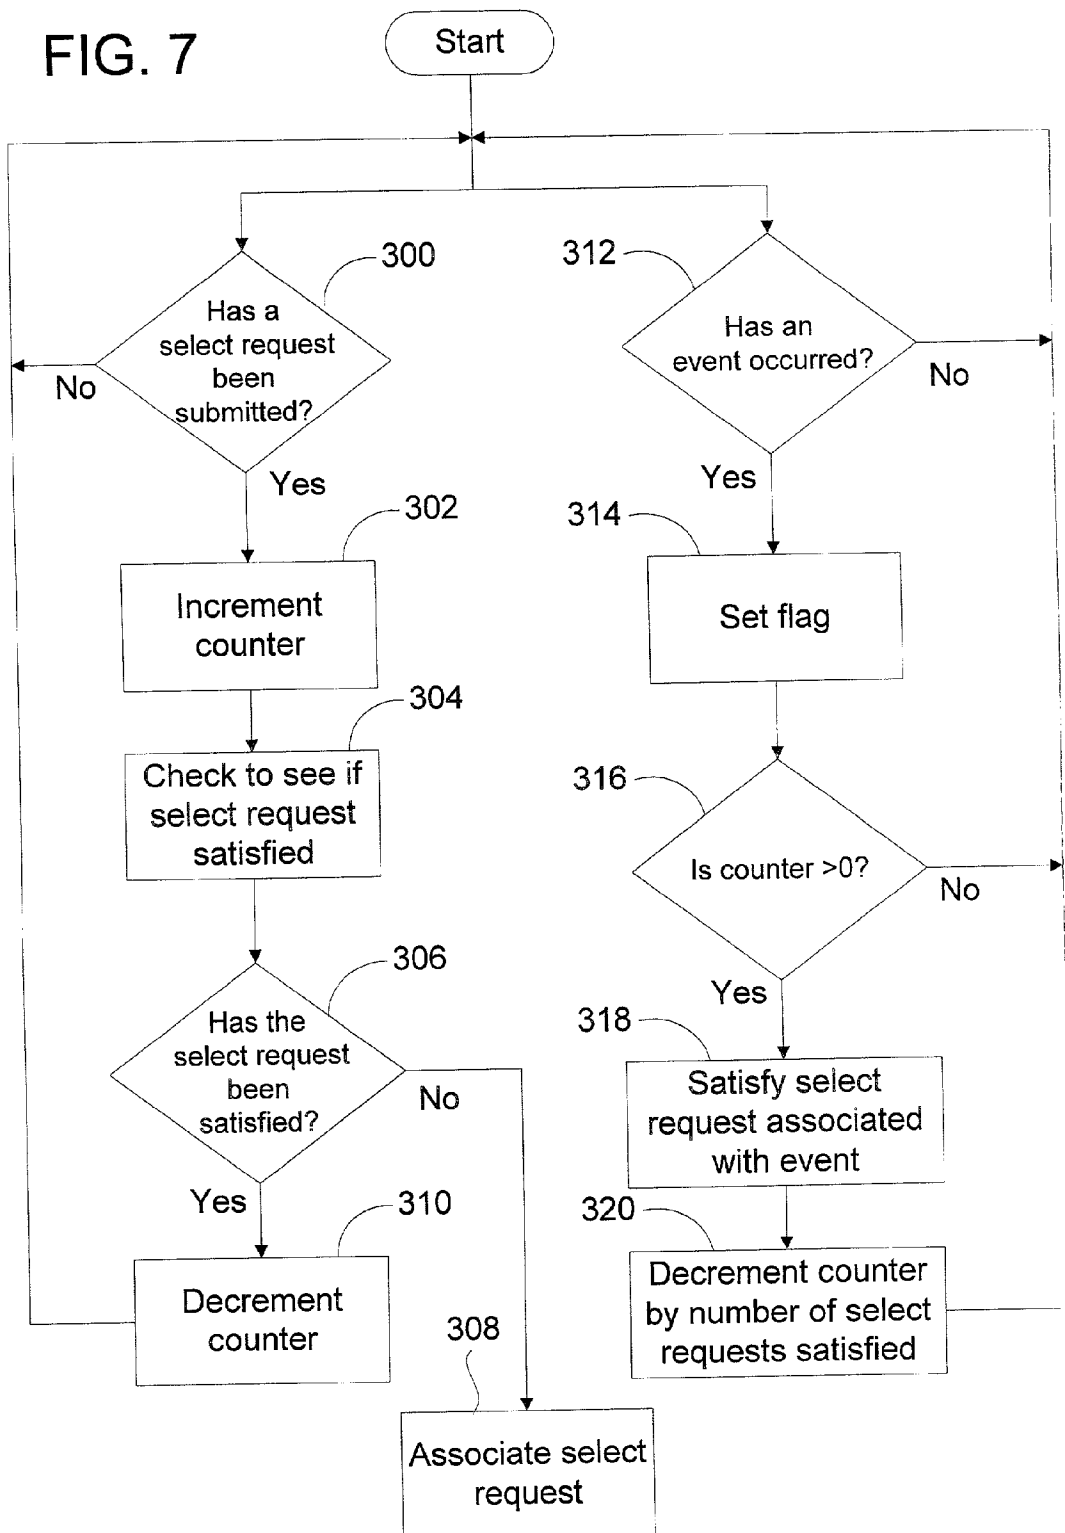 FIG. 7
Start
300
Has a
select request
been
submitted?
No
Yes
302
Increment
counter
304
Check to see if
select request
satisfied
306
Has the
select request
been
satisfied?
No
Yes
310
Decrement
counter
308
Associate select
request
312
Has an
event occurred?
No
Yes
314
Set flag
316
Is counter >0?
No
Yes
318
Satisfy select
request associated
with event
320
Decrement counter
by number of select
requests satisfied